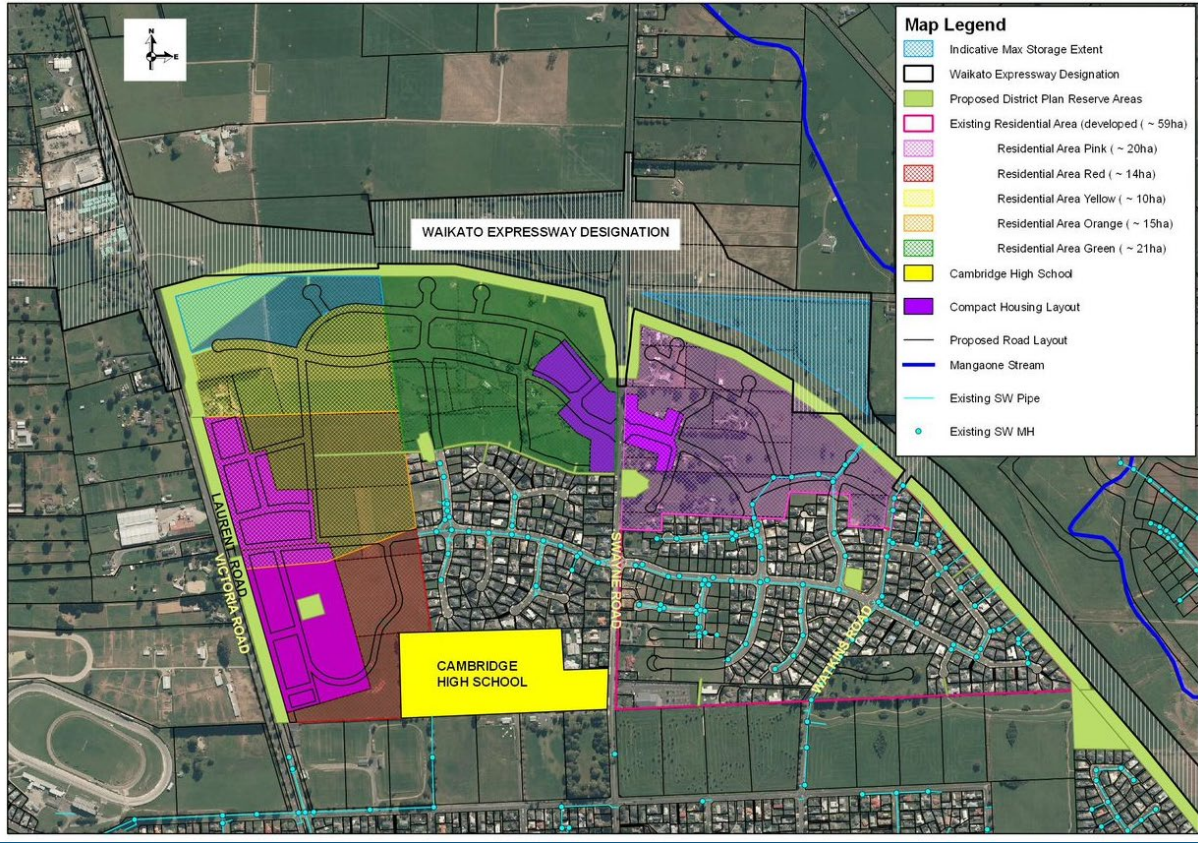 N
E
Map Legend
Indicative Max Storage Extent
Waikato Expressway Designation
Proposed District Plan Reserve Areas
Existing Residential Area (developed ( ~ 59ha)
Residential Area Pink ( ~ 20ha)
Residential Area Red ( ~ 14ha)
Residential Area Yellow ( ~ 10ha)
Residential Area Orange ( ~ 15ha)
Residential Area Green ( ~ 21ha)
Cambridge High School
Compact Housing Layout
Proposed Road Layout
Mangaone Stream
Existing SW Pipe
Existing SW MH
WAIKATO EXPRESSWAY DESIGNATION
LAURENT ROAD
VICTORIA ROAD
SWAYNE ROAD
WATKINS ROAD
CAMBRIDGE
HIGH SCHOOL